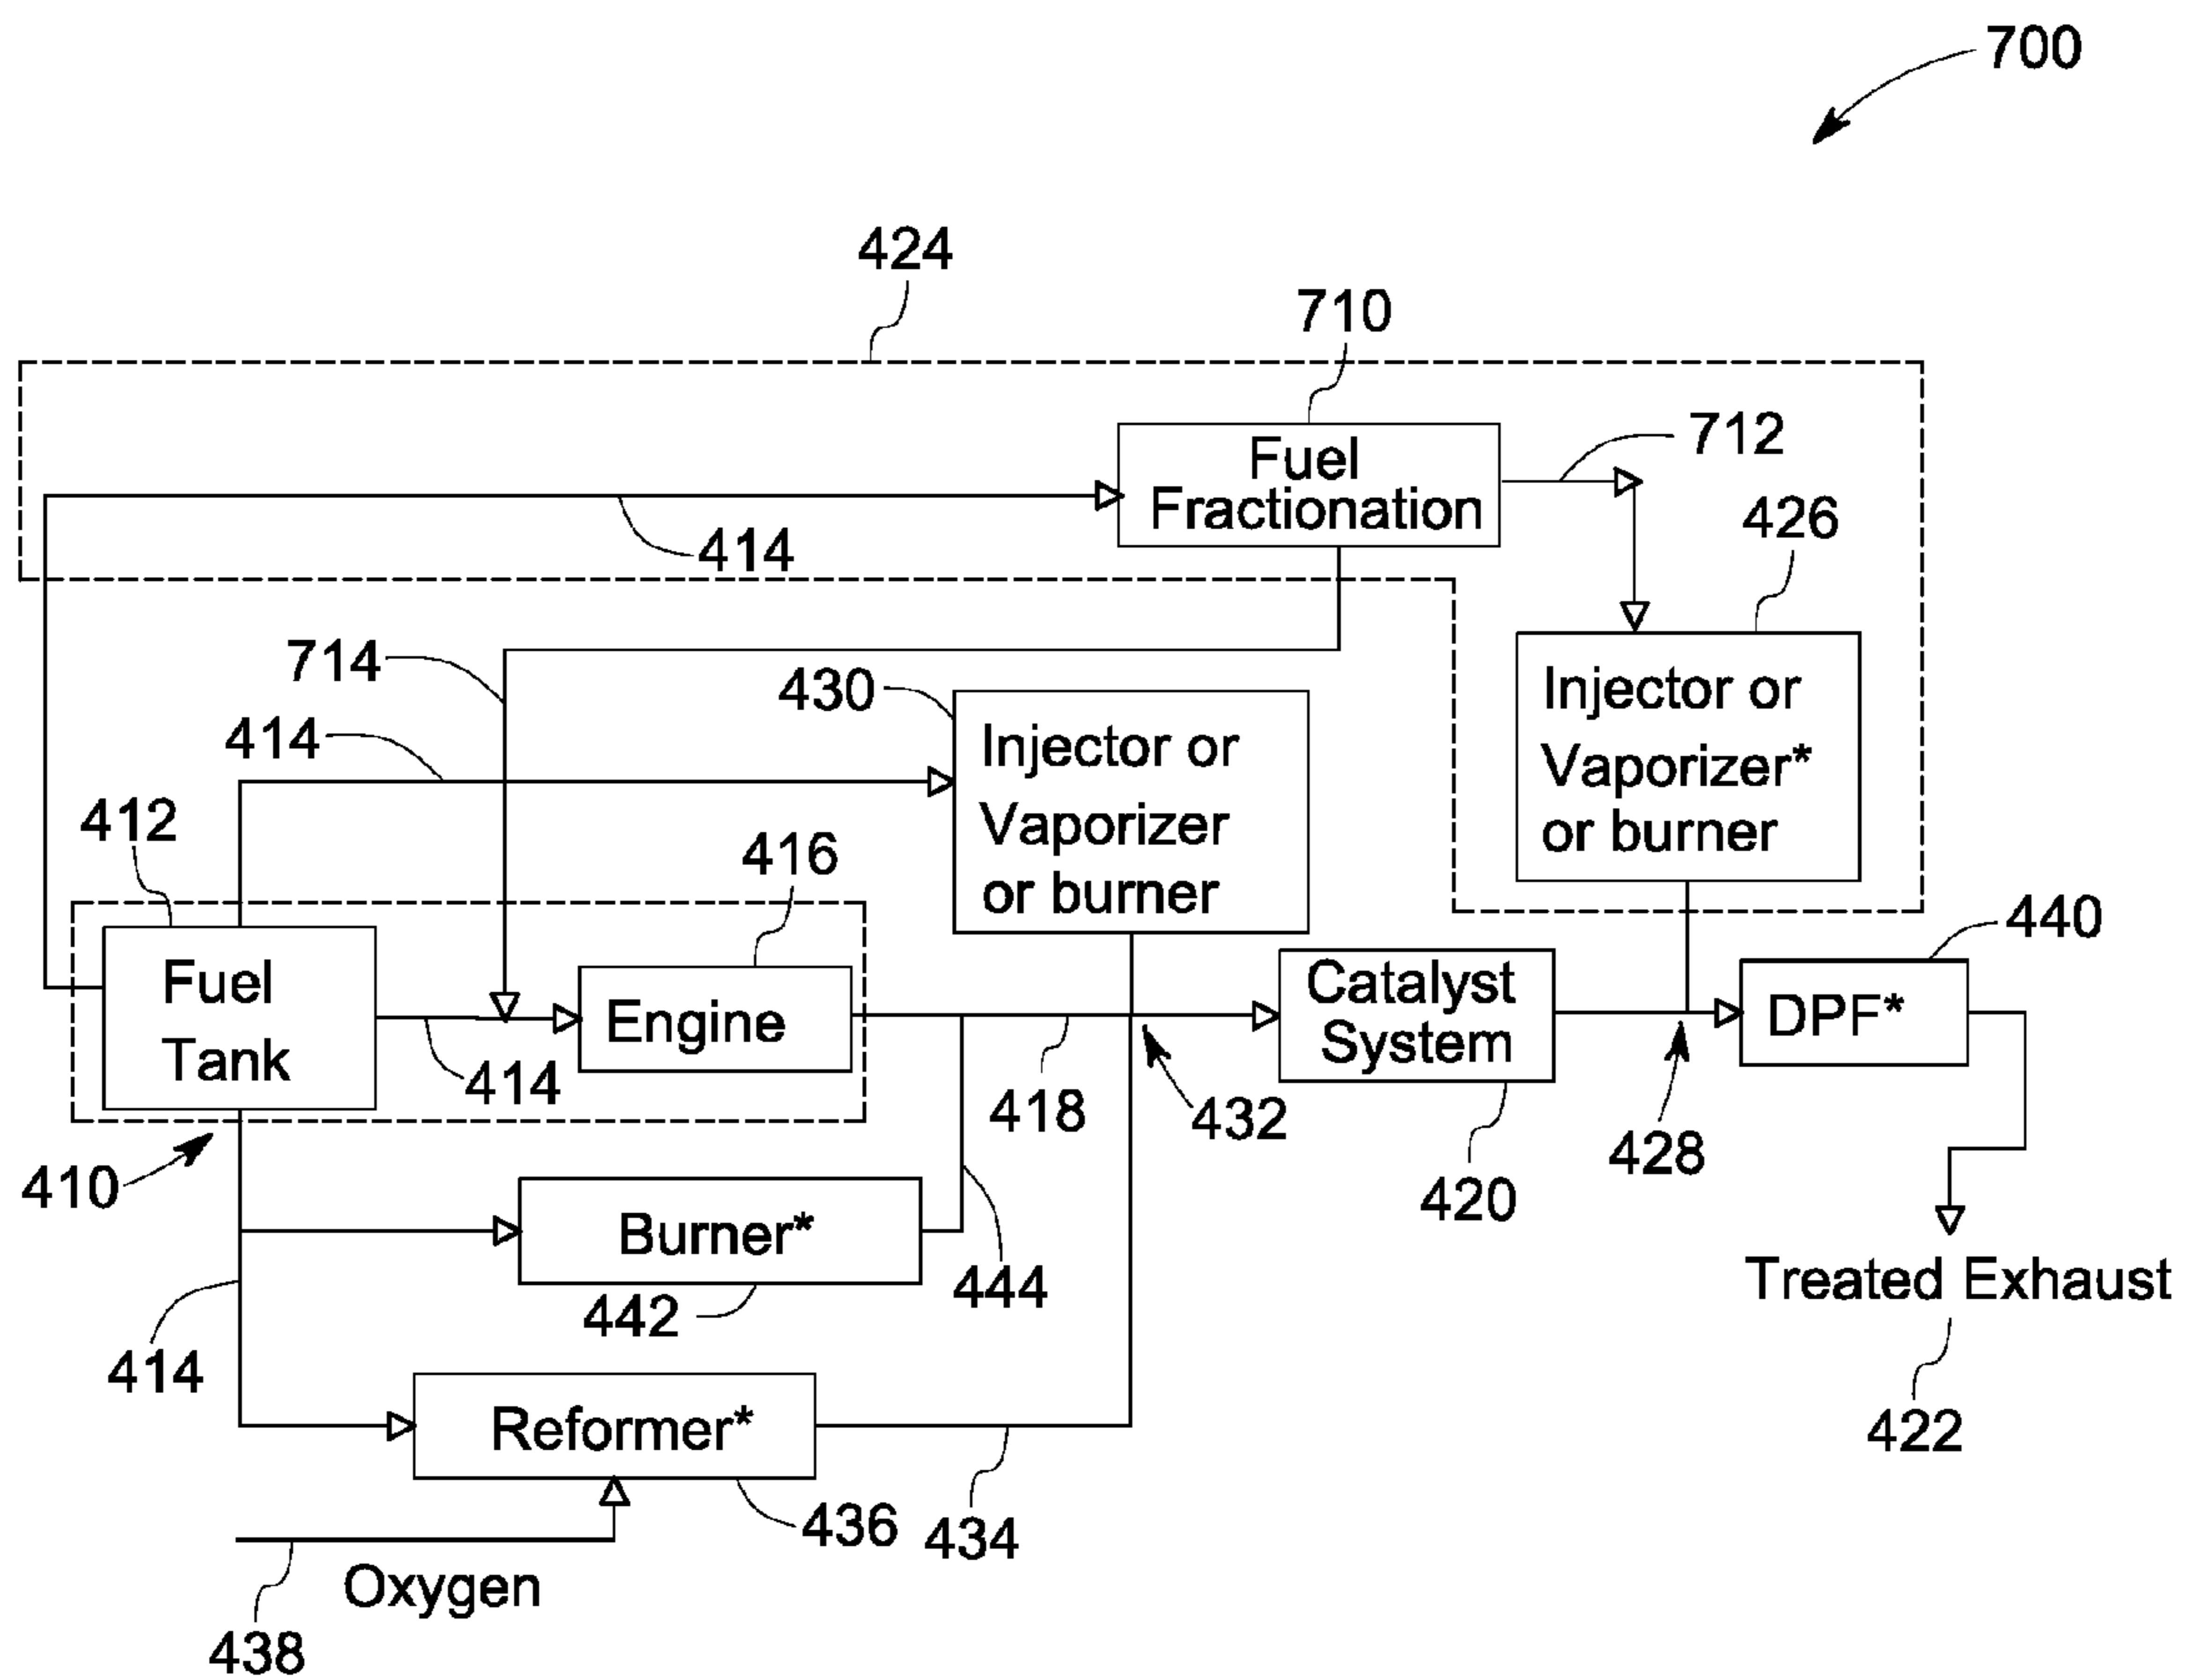 700
424
710
Fuel
Fractionation
712
426
414
714
430
414
Injector or
Vaporizer
or burner
Injector or
Vaporizer*
or burner
412
416
440
Fuel
Tank
Engine
Catalyst
System
DPF*
414
418
432
428
410
420
Burner*
444
442
Treated Exhaust
414
422
Reformer*
436
434
Oxygen
438